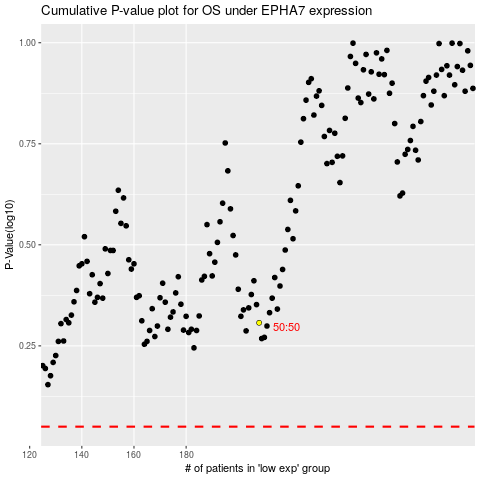 Cumulative P-value plot for OS under EPHA7 expression
P-Value(log10)
1.00
0.75
0.50
0.25
50:50
120 140 160 180
# of patients in 'low exp' group